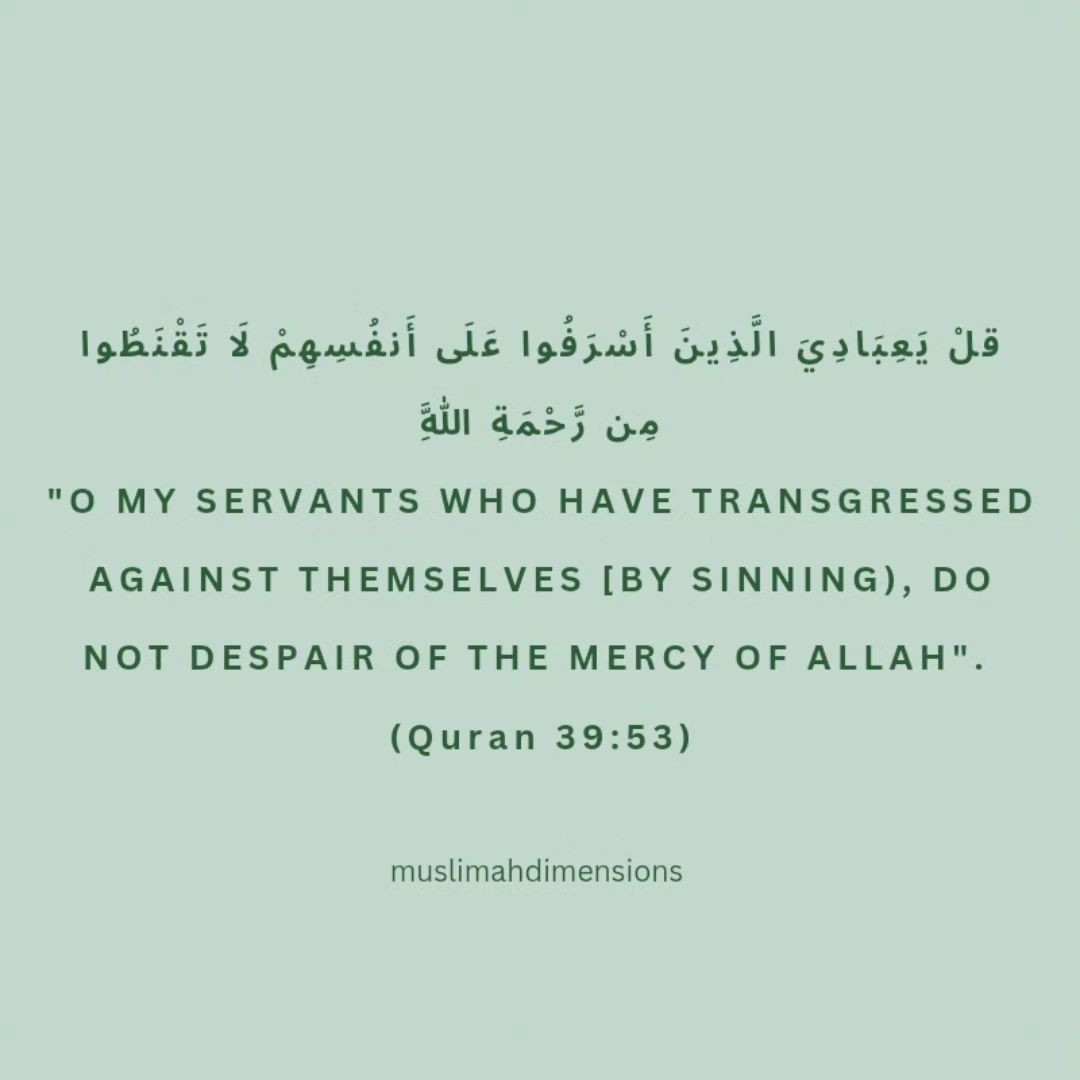 قلْ يَعِبَادِيَ الَّذِينَ أَسْرَفُوا عَلَى أَنفُسِهِمْ لَا تَقْنَطُوا
مِن رَّحْمَةِ اللَّهِ
"O MY SERVANTS WHO HAVE TRANSGRESSED
AGAINST THEMSELVES [BY SINNING), DO
NOT DESPAIR OF THE MERCY OF ALLAH".
(Quran 39:53)
muslimahdimensions